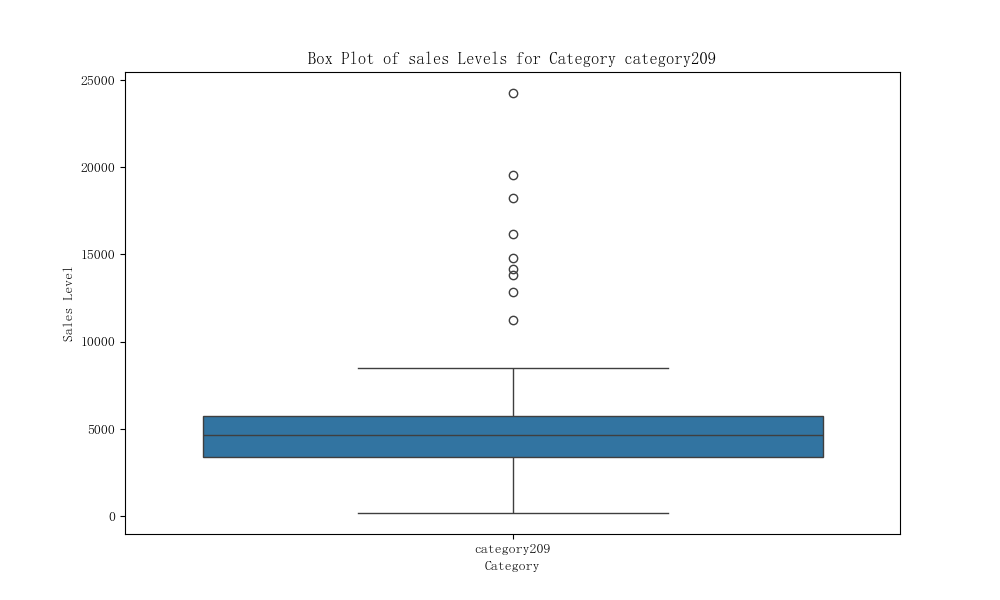 Box Plot of sales Levels for Category category209
25000
20000
15000
10000
5000
0
Sales Level
category209
Category